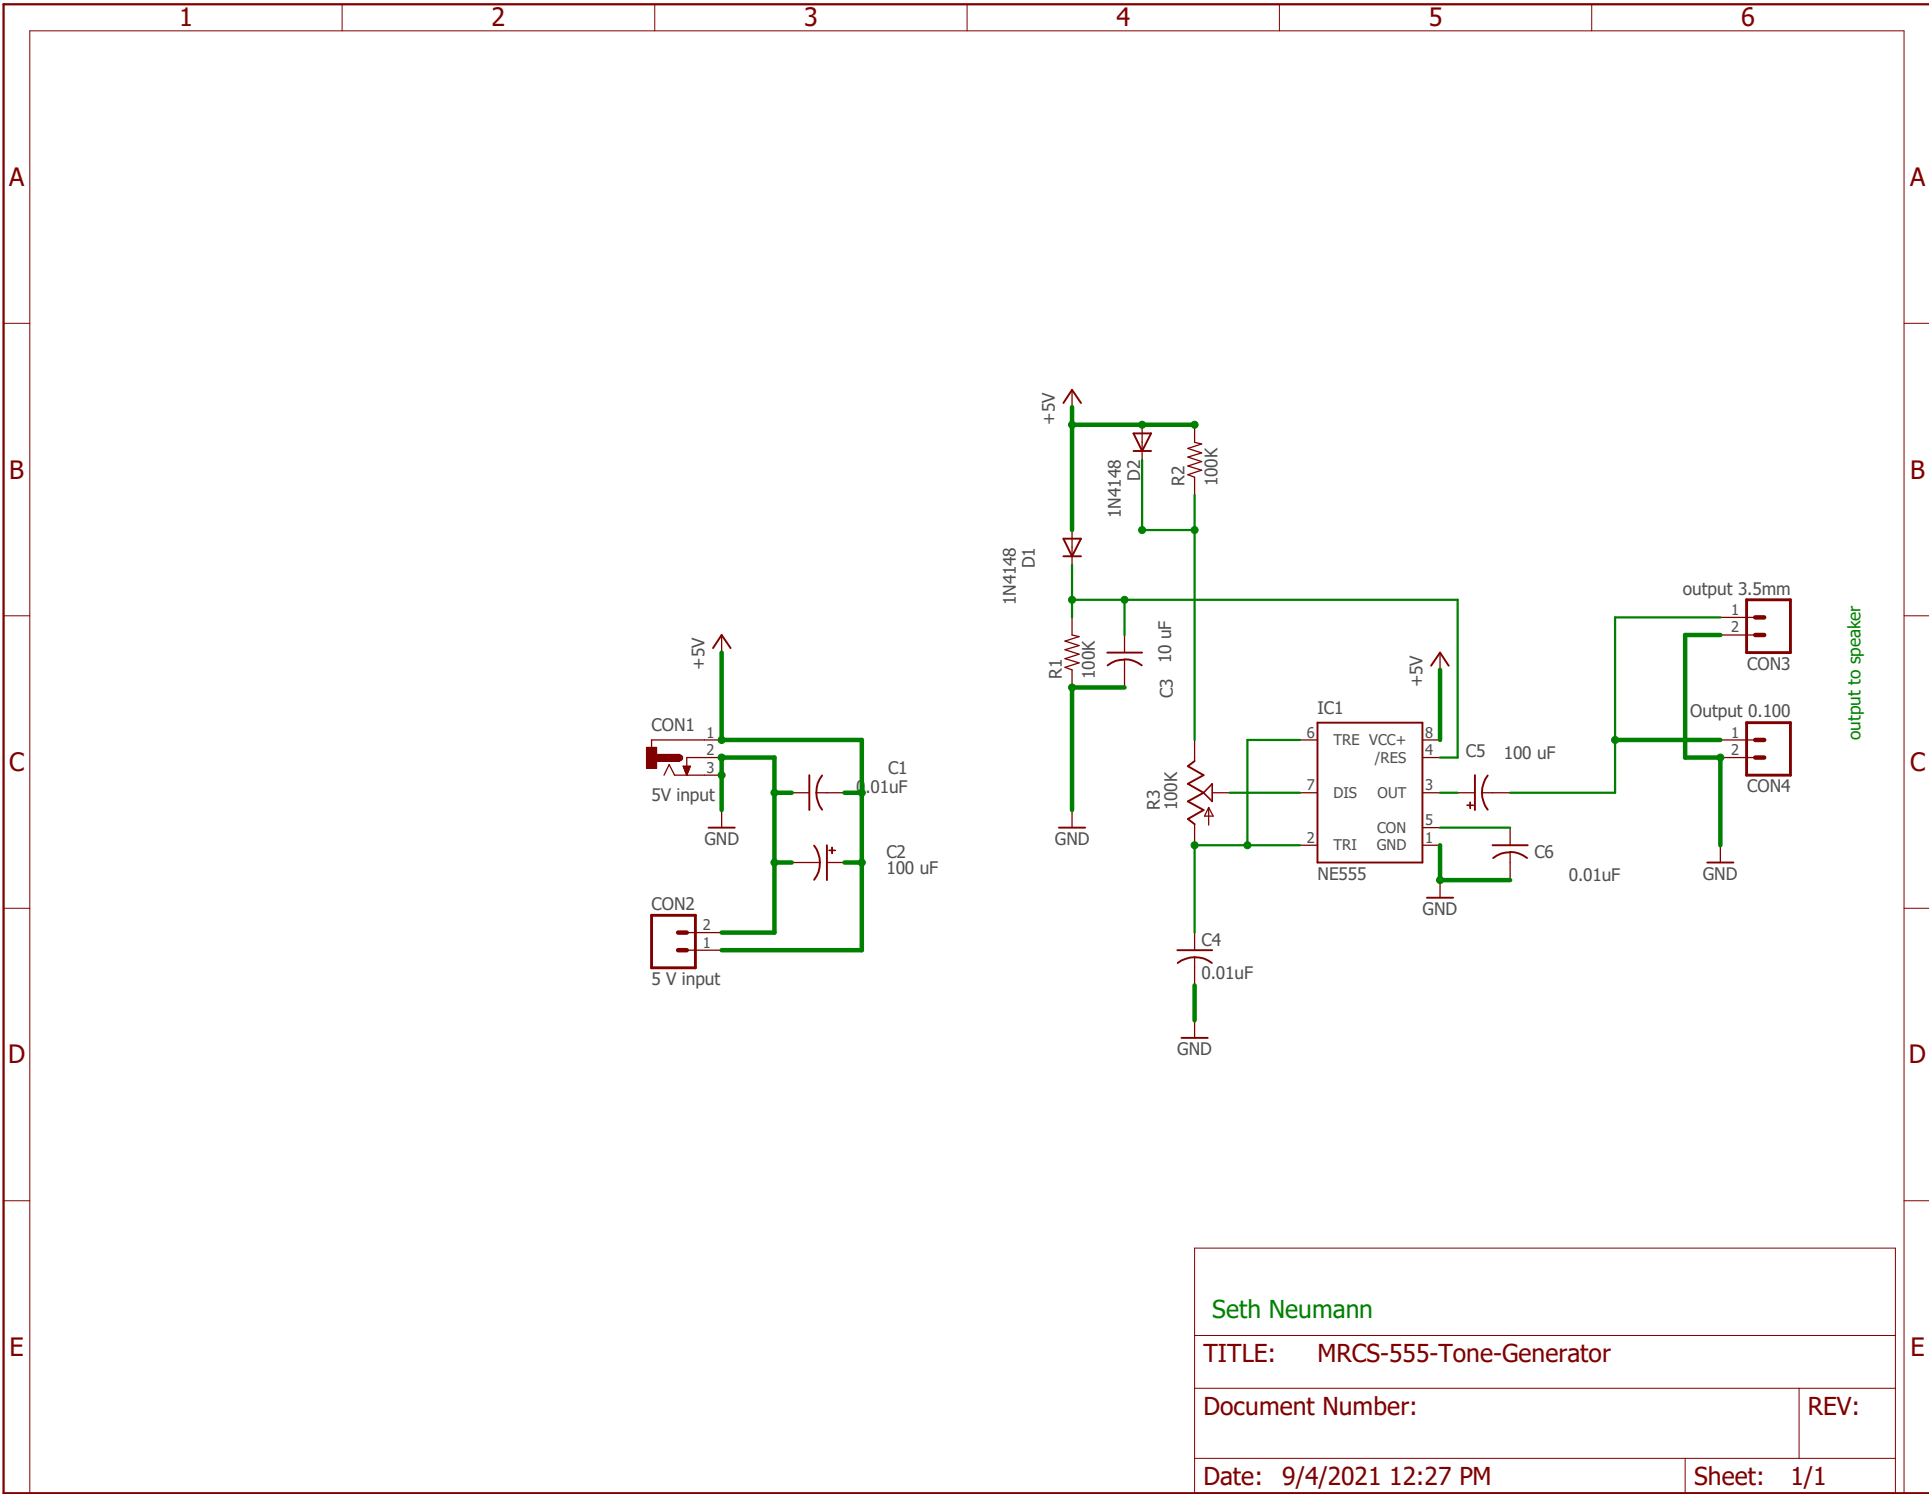 1 2 3 4 5 6
A A
B B
C C
D D
E E
+5V
1N4148
D2
R2
100K
1N4148
D1
R1
100K
C3 10 uF
+5V
CON1
1
2
3
5V input
GND
C1
0.01uF
C2
100 uF
CON2
2
1
5 V input
GND
R3
100K
C4
0.01uF
GND
+5V
IC1
6 TRE VCC+ 8
/RES 4
7 DIS OUT 3
CON 5
2 TRI GND 1
NE555
C5 100 uF
C6
0.01uF
GND
output 3.5mm
1
2
CON3
Output 0.100
1
2
CON4
GND
output to speaker
Seth Neumann
TITLE: MRCS-555-Tone-Generator
Document Number: REV:
Date: 9/4/2021 12:27 PM Sheet: 1/1